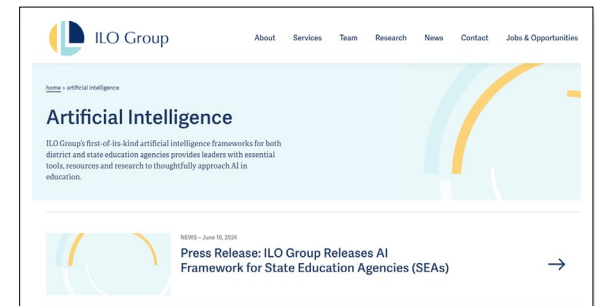 ILO Group
About Services Team Research News Contact Jobs & Opportunities
home » artificial intelligence
Artificial Intelligence
ILO Group's first-of-its-kind artificial intelligence frameworks for both
district and state education agencies provides leaders with essential
tools, resources and research to thoughtfully approach AI in
education.
NEWS – June 10, 2024
Press Release: ILO Group Releases AI
Framework for State Education Agencies (SEAs)